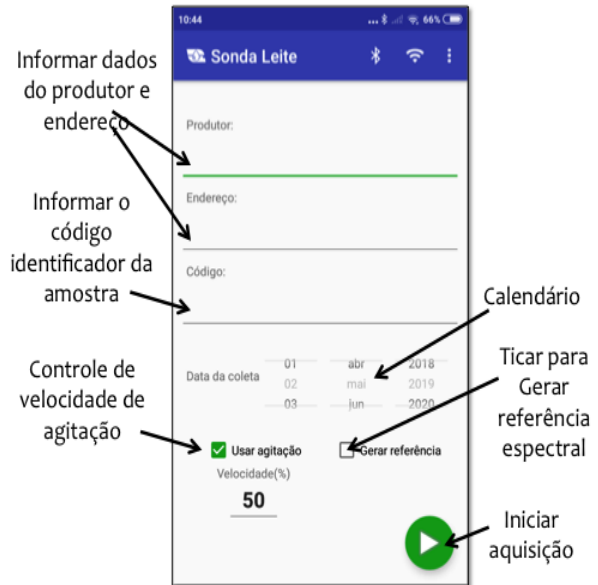 10:44
... 66%
Sonda Leite
Informar dados
do produtor e
endereço
Produtor:
Endereço:
Informar o
código
identificador da
amostra
Código:
Calendário
Data da coleta
01 abr 2018
02 mai 2019
03 jun 2020
Controle de
velocidade de
agitação
Ticar para
Gerar
referência
espectral
Usar agitação
Gerar referência
Velocidade(%)
50
Iniciar
aquisição